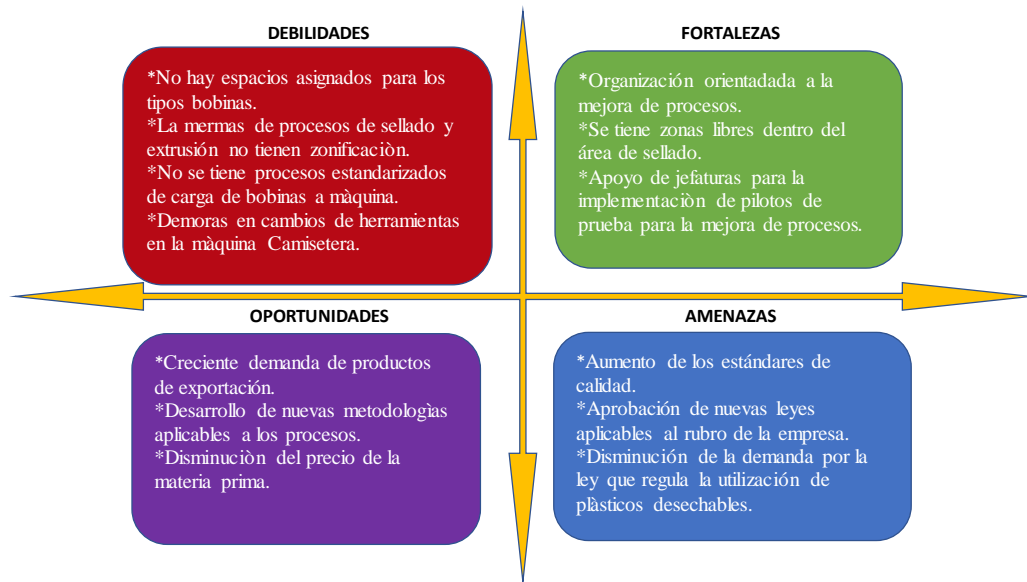 DEBILIDADES
*No hay espacios asignados para los
tipos bobinas.
*La mermas de procesos de sellado y
extrusión no tienen zonificaciòn.
*No se tiene procesos estandarizados
de carga de bobinas a màquina.
*Demoras en cambios de herramientas
en la màquina Camisetera.
FORTALEZAS
*Organización orientadada a la
mejora de procesos.
*Se tiene zonas libres dentro del
área de sellado.
*Apoyo de jefaturas para la
implementaciòn de pilotos de
prueba para la mejora de procesos.
OPORTUNIDADES
*Creciente demanda de productos
de exportación.
*Desarrollo de nuevas metodologìas
aplicables a los procesos.
*Disminuciòn del precio de la
materia prima.
AMENAZAS
*Aumento de los estándares de
calidad.
*Aprobación de nuevas leyes
aplicables al rubro de la empresa.
*Disminución de la demanda por la
ley que regula la utilización de
plàsticos desechables.